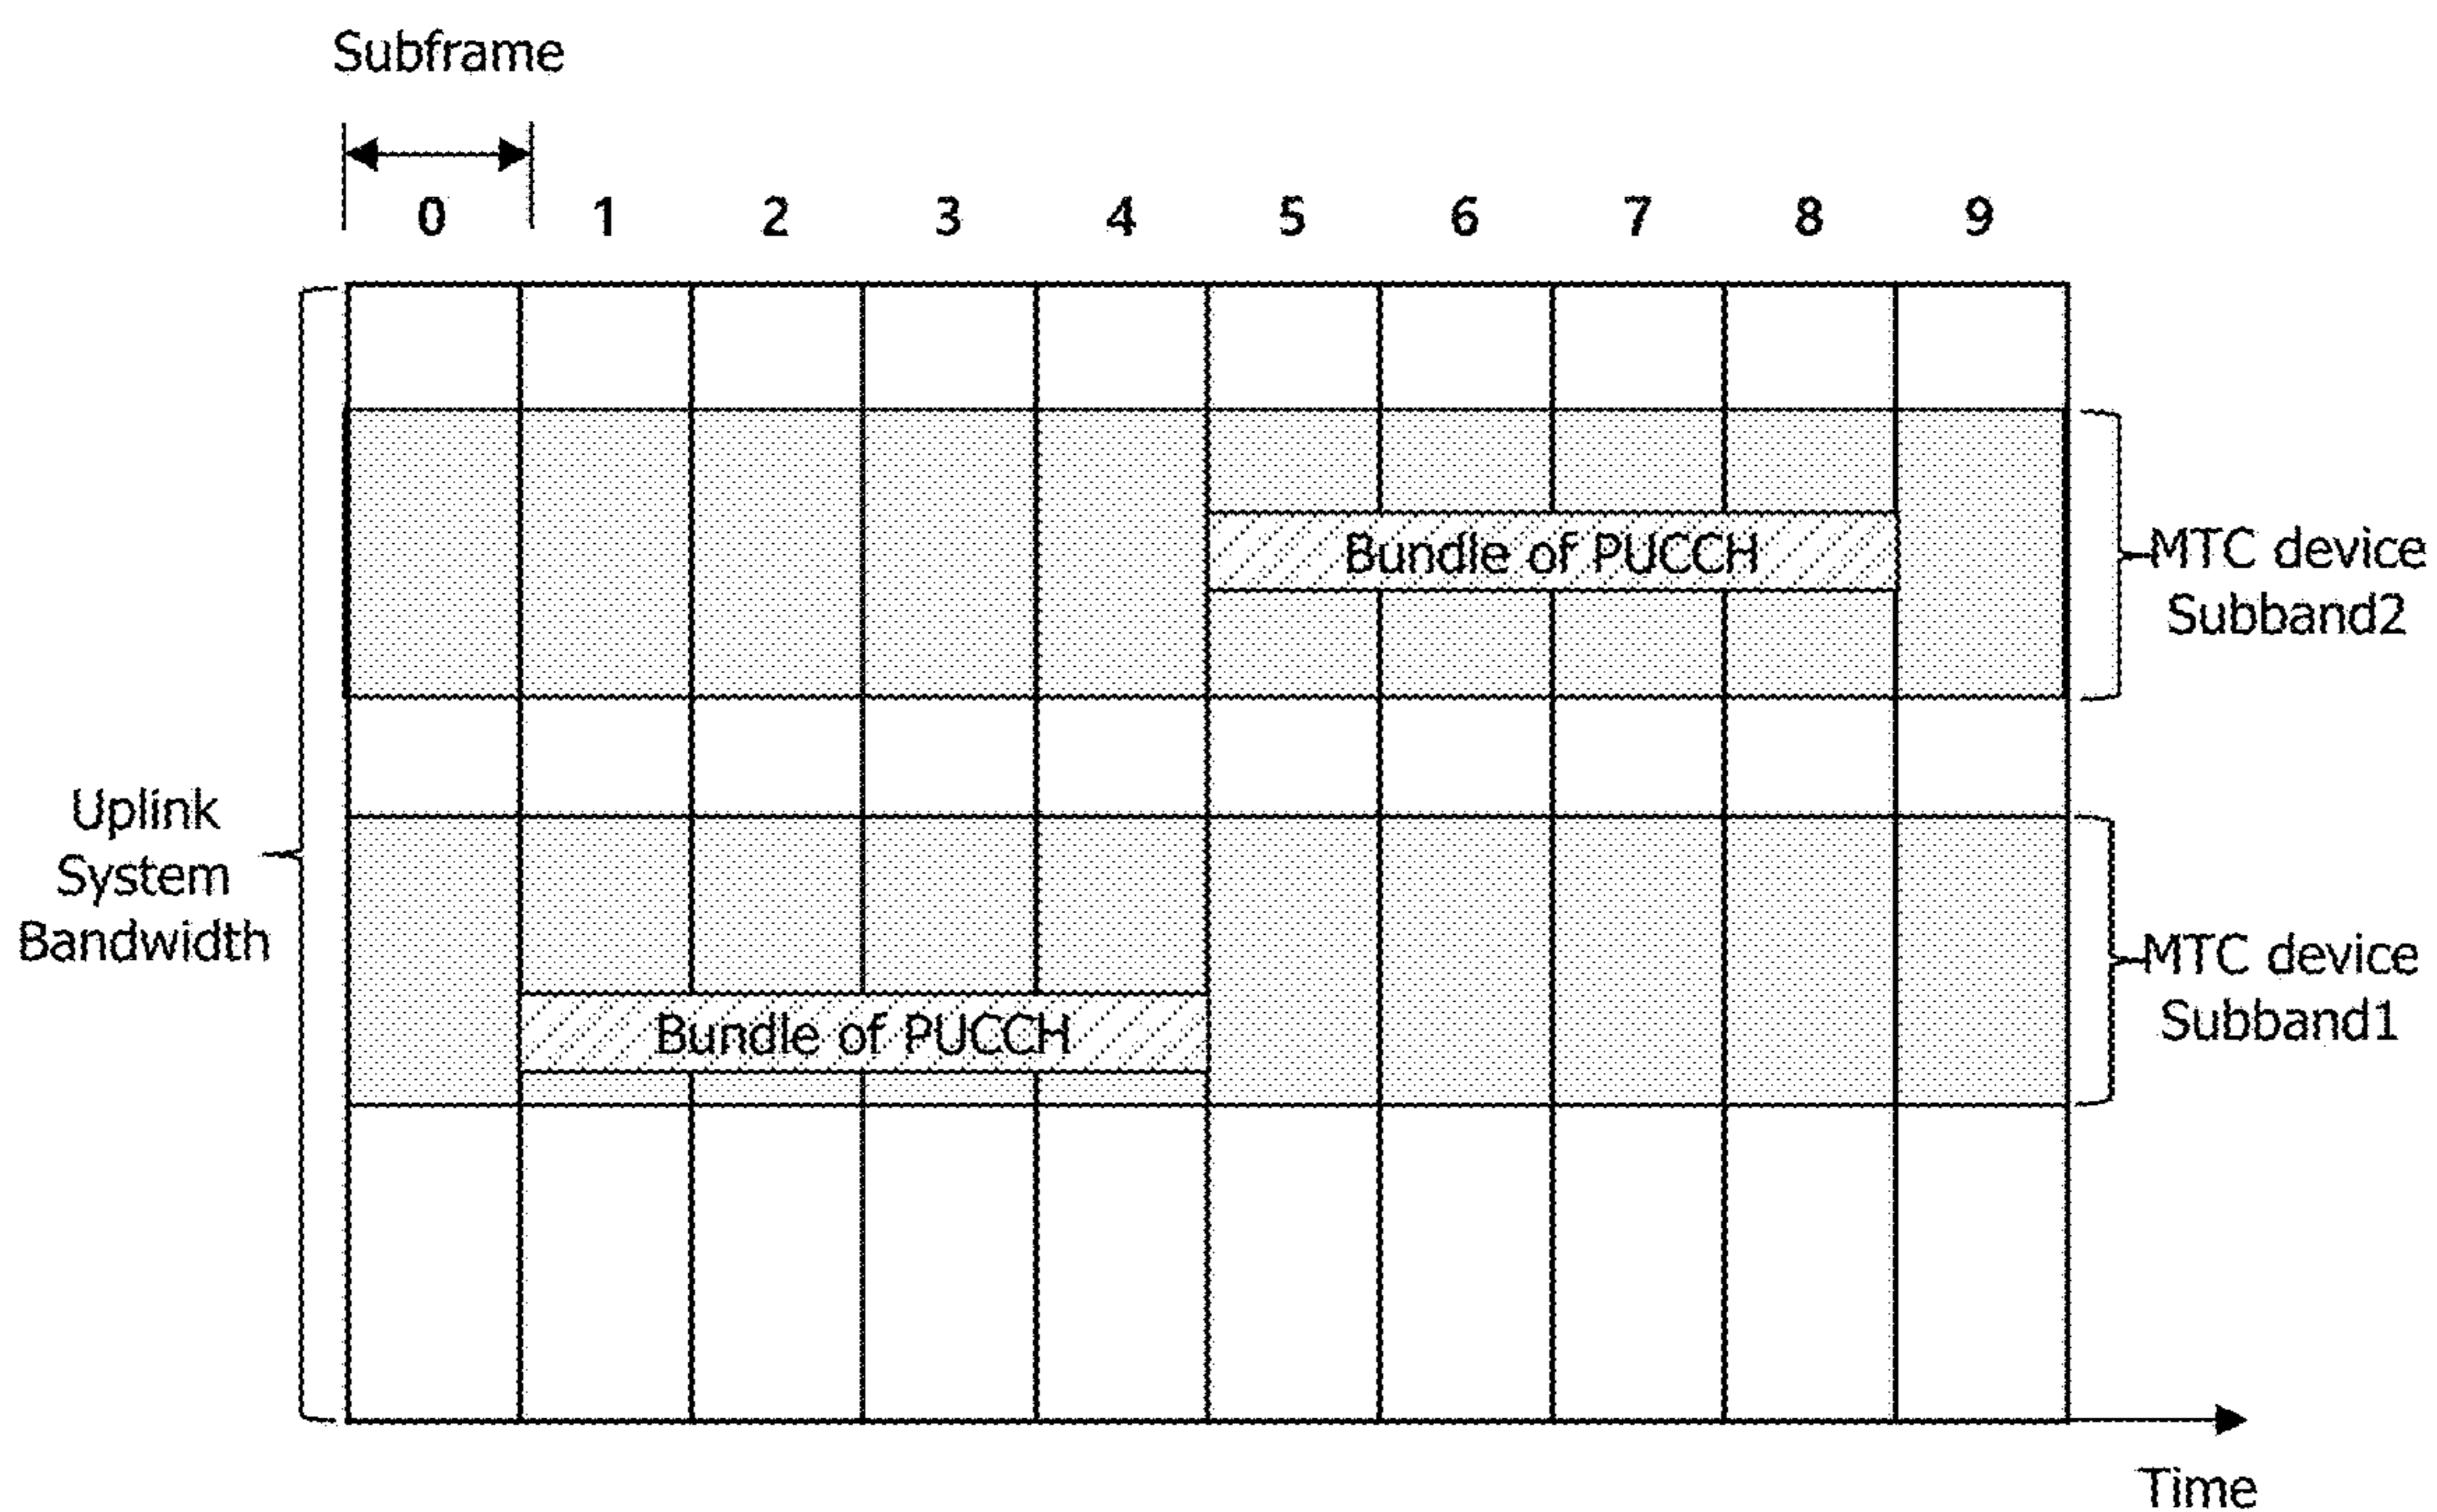 Subframe
0 1 2 3 4 5 6 7 8 9
Bundle of PUCCH
MTC device
Subband2
Uplink
System
Bandwidth
MTC device
Subband1
Bundle of PUCCH
Time